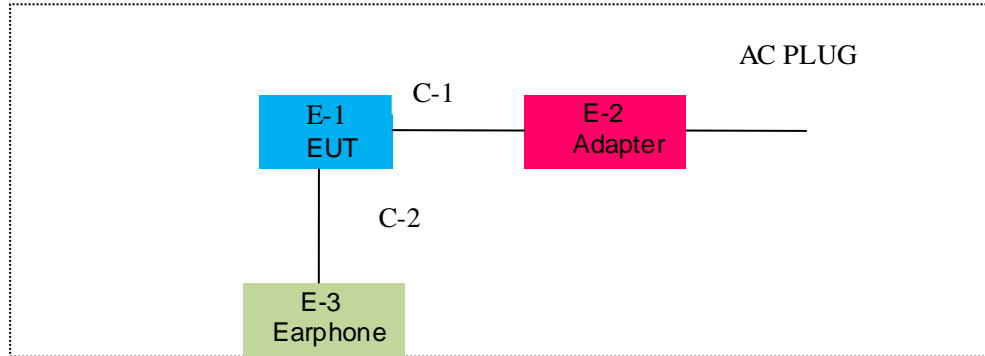 AC PLUG
C-1
E-1
EUT
E-2
Adapter
C-2
E-3
Earphone